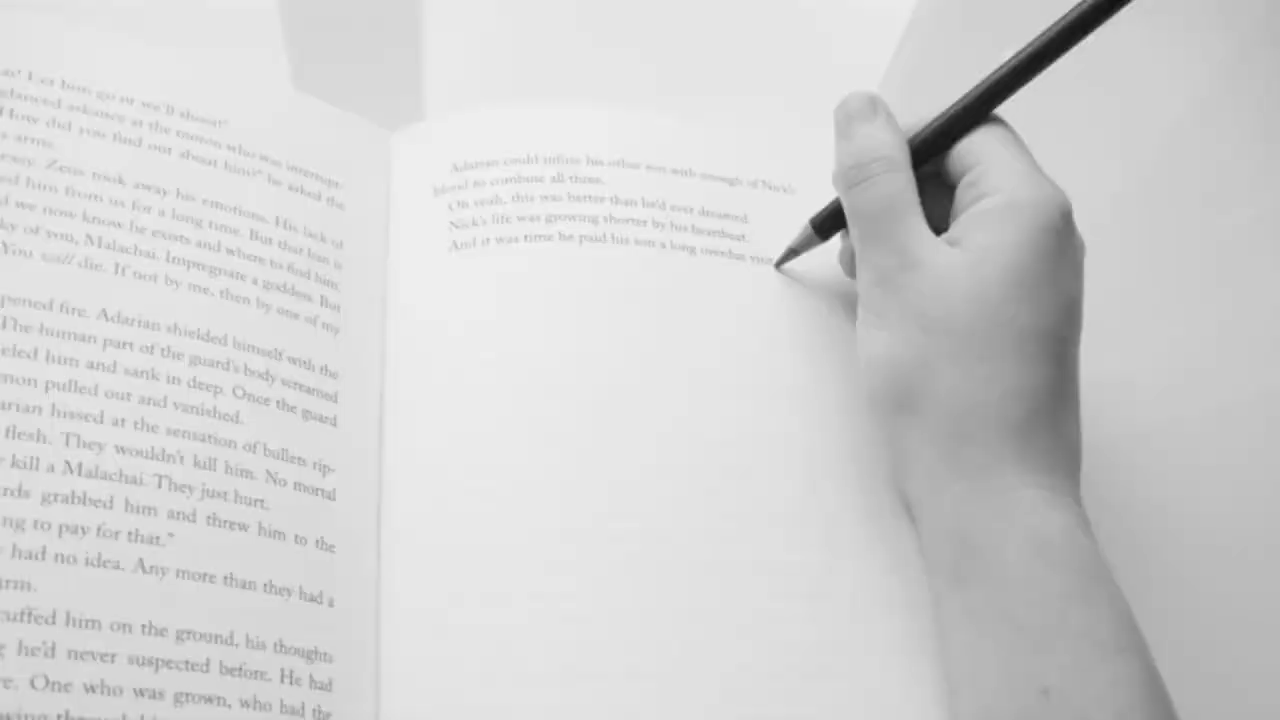 Let him go or we'll shoot!"
glanced askance at the moron who was interrupt-
How did you find out about him?" he asked the
arms.
Zeus took away his emotions. His lack of
him from us for a long time. But that ban is
we now know he exists and where to find him.
of you, Malachai. Impregnate a goddess. But
You will die. If not by me, then by one of my
pened fire. Adarian shielded himself with the
The human part of the guard's body screamed
eled him and sank in deep. Once the guard
mon pulled out and vanished.
arian hissed at the sensation of bullets rip-
flesh. They wouldn't kill him. No mortal
kill a Malachai. They just hurt.
rds grabbed him and threw him to the
ng to pay for that."
had no idea. Any more than they had a
arm.
cuffed him on the ground, his thoughts
he'd never suspected before. He had
re. One who was grown, who had the
Adarian could infuse his other son with enough of Nick's
blood to combine all three.
Oh yeah, this was better than he'd ever dreamed.
Nick's life was growing shorter by his heartbeat.
And it was time he paid his son a long overdue visit